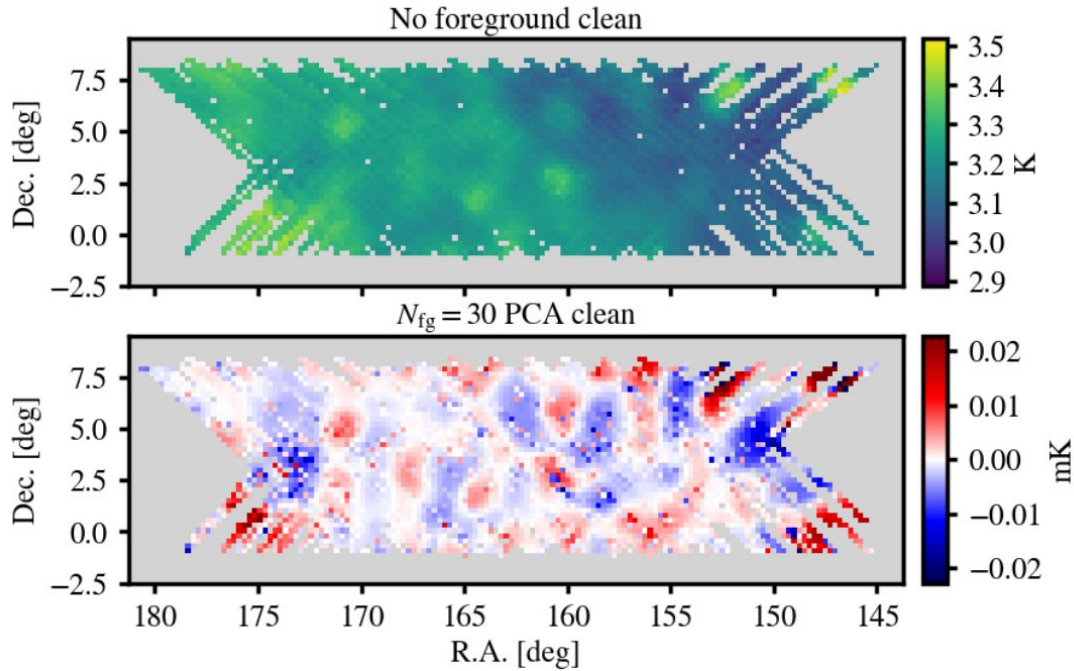 No foreground clean
7.5
5.0
2.5
0.0
−2.5
Dec. [deg]
3.5
3.4
3.3
3.2
3.1
3.0
2.9
K
N_fg = 30 PCA clean
7.5
5.0
2.5
0.0
−2.5
Dec. [deg]
0.02
0.01
0.00
−0.01
−0.02
mK
180 175 170 165 160 155 150 145
R.A. [deg]